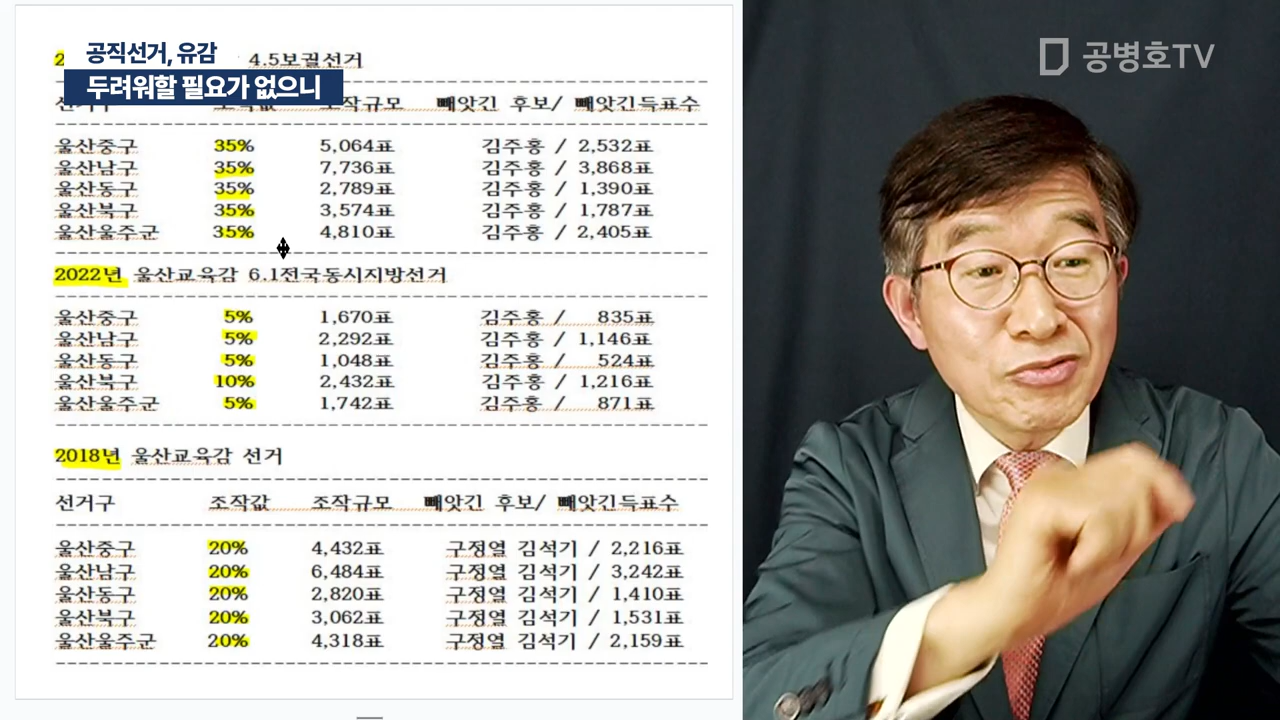 공직선거, 유감
두려워할 필요가 없으니
공병호TV
2 4.5보궐선거
선거구 조작값 조작규모 빼앗긴 후보/ 빼앗긴득표수
울산중구 35% 5,064표 김주홍 / 2,532표
울산남구 35% 7,736표 김주홍 / 3,868표
울산동구 35% 2,789표 김주홍 / 1,390표
울산북구 35% 3,574표 김주홍 / 1,787표
울산울주군 35% 4,810표 김주홍 / 2,405표
2022년 울산교육감 6.1전국동시지방선거
울산중구 5% 1,670표 김주홍 / 835표
울산남구 5% 2,292표 김주홍 / 1,146표
울산동구 5% 1,048표 김주홍 / 524표
울산북구 10% 2,432표 김주홍 / 1,216표
울산울주군 5% 1,742표 김주홍 / 871표
2018년 울산교육감 선거
선거구 조작값 조작규모 빼앗긴 후보/ 빼앗긴득표수
울산중구 20% 4,432표 구정열 김석기 / 2,216표
울산남구 20% 6,484표 구정열 김석기 / 3,242표
울산동구 20% 2,820표 구정열 김석기 / 1,410표
울산북구 20% 3,062표 구정열 김석기 / 1,531표
울산울주군 20% 4,318표 구정열 김석기 / 2,159표